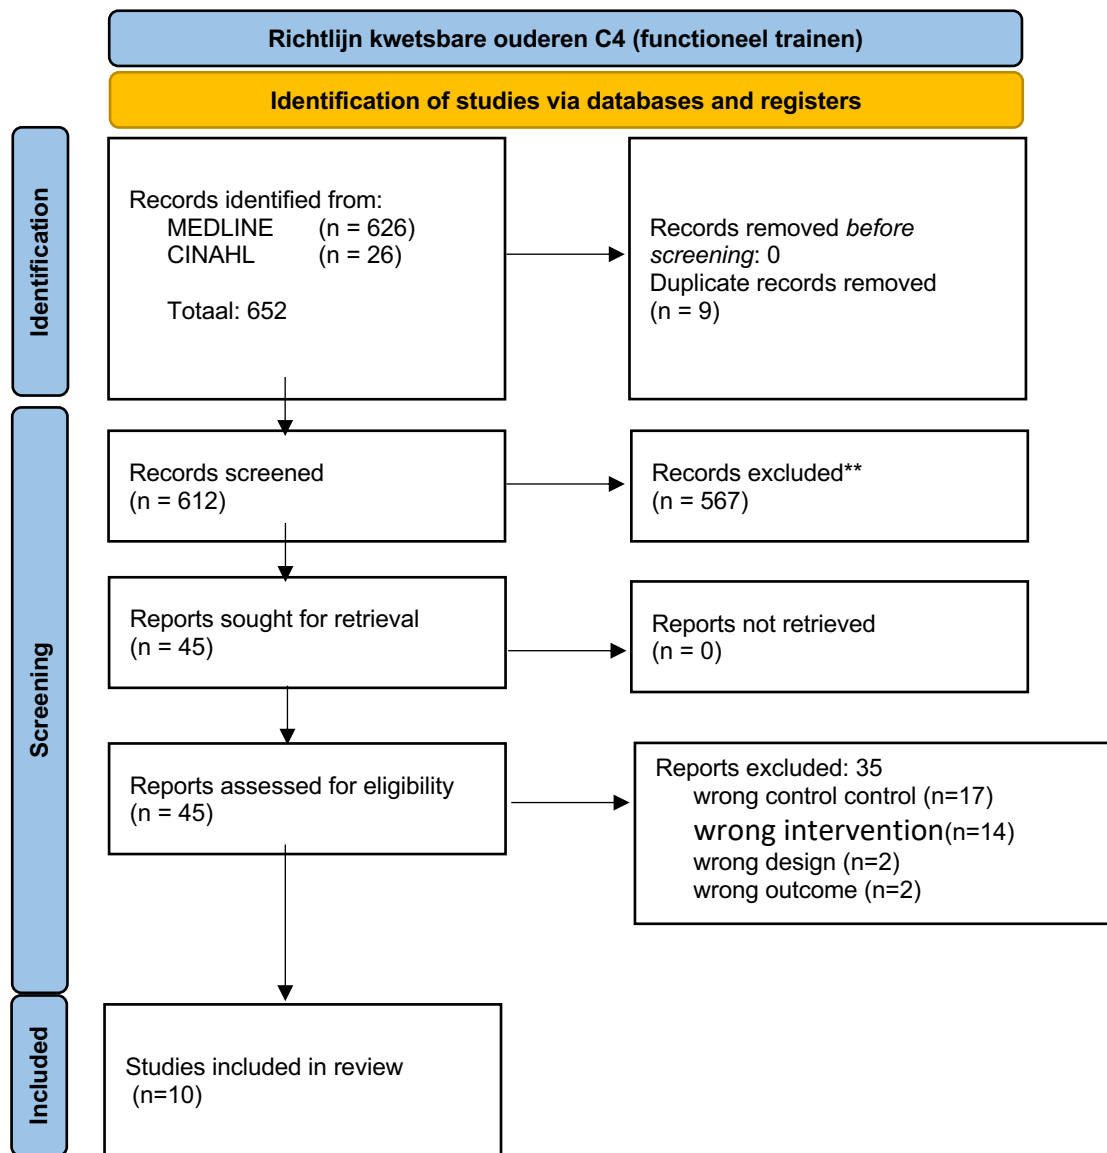 Richtlijn kwetsbare ouderen C4 (functioneel trainen)
Identification of studies via databases and registers
Identification
Records identified from:
MEDLINE (n = 626)
CINAHL (n = 26)
Totaal: 652
Records removed before
screening: 0
Duplicate records removed
(n = 9)
Screening
Records screened
(n = 612)
Records excluded**
(n = 567)
Reports sought for retrieval
(n = 45)
Reports not retrieved
(n = 0)
Reports assessed for eligibility
(n = 45)
Reports excluded: 35
wrong control control (n=17)
wrong intervention(n=14)
wrong design (n=2)
wrong outcome (n=2)
Included
Studies included in review
(n=10)